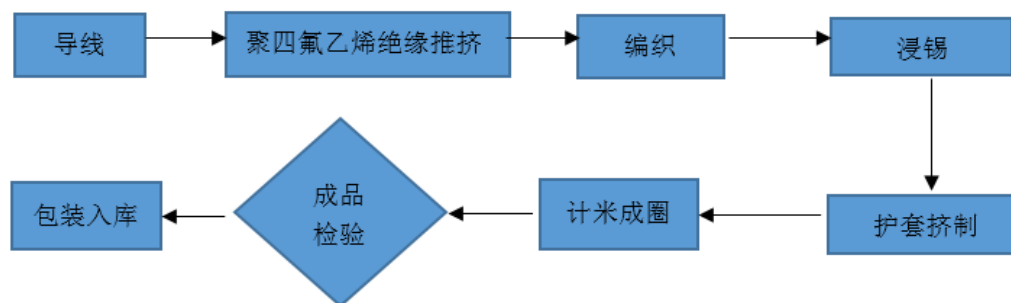 导线
聚四氟乙烯绝缘推挤
编织
浸锡
护套挤制
计米成圈
成品
检验
包装入库